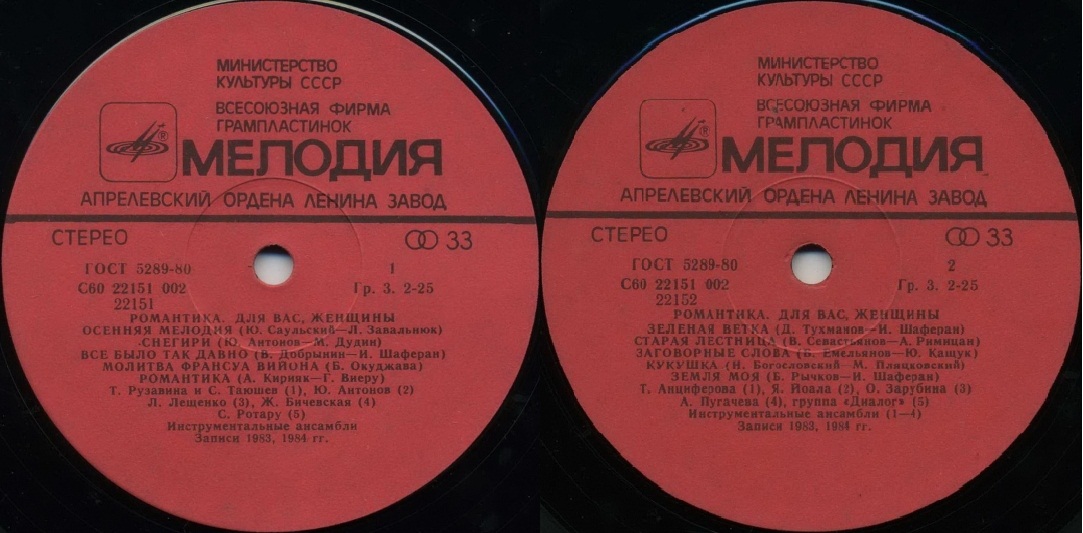 МИНИСТЕРСТВО
КУЛЬТУРЫ СССР
ВСЕСОЮЗНАЯ ФИРМА
ГРАМПЛАСТИНОК
®
МЕЛОДИЯ
АПРЕЛЕВСКИЙ ОРДЕНА ЛЕНИНА ЗАВОД
СТЕРЕО
33
ГОСТ 5289-80
1
С60 22151 002
Гр. 3. 2-25
22151
РОМАНТИКА. ДЛЯ ВАС, ЖЕНЩИНЫ
ОСЕННЯЯ МЕЛОДИЯ (Ю. Саульский—Л. Завальнюк)
СНЕГИРИ (Ю. Антонов—М. Дудин)
ВСЕ БЫЛО ТАК ДАВНО (В. Добрынин—И. Шаферан)
МОЛИТВА ФРАНСУА ВИЙОНА (Б. Окуджава)
РОМАНТИКА (А. Кирияк—Г. Виеру)
Т. Рузавина и С. Таюшев (1), Ю. Антонов (2)
Л. Лещенко (3), Ж. Бичевская (4)
С. Ротару (5)
Инструментальные ансамбли
Записи 1983, 1984 гг.
МИНИСТЕРСТВО
КУЛЬТУРЫ СССР
ВСЕСОЮЗНАЯ ФИРМА
ГРАМПЛАСТИНОК
®
МЕЛОДИЯ
АПРЕЛЕВСКИЙ ОРДЕНА ЛЕНИНА ЗАВОД
СТЕРЕО
33
ГОСТ 5289-80
2
С60 22151 002
Гр. 3. 2-25
22152
РОМАНТИКА. ДЛЯ ВАС, ЖЕНЩИНЫ
ЗЕЛЕНАЯ ВЕТКА (Д. Тухманов—И. Шаферан)
СТАРАЯ ЛЕСТНИЦА (В. Севастьянов—А. Римицан)
ЗАГОВОРНЫЕ СЛОВА (В. Емельянов—Ю. Кащук)
КУКУШКА (Н. Богословский—М. Пляцковский)
ЗЕМЛЯ МОЯ (Б. Рычков—И. Шаферан)
Т. Анциферова (1), Я. Йоала (2), О. Зарубина (3)
А. Пугачева (4), группа «Диалог» (5)
Инструментальные ансамбли (1—4)
Записи 1983, 1984 гг.